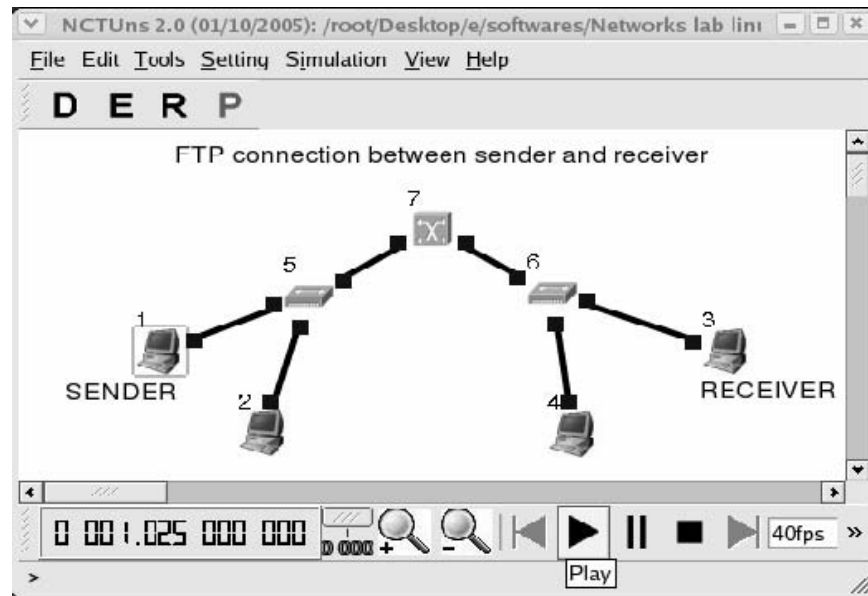 NCTUns 2.0 (01/10/2005): /root/Desktop/e/softwares/Networks lab
File Edit Tools Setting Simulation View Help
D E R P
FTP connection between sender and receiver
7
5
6
1
3
SENDER
RECEIVER
2
4
0 001.025 000 000
0 000
+
-
40fps »
Play
>